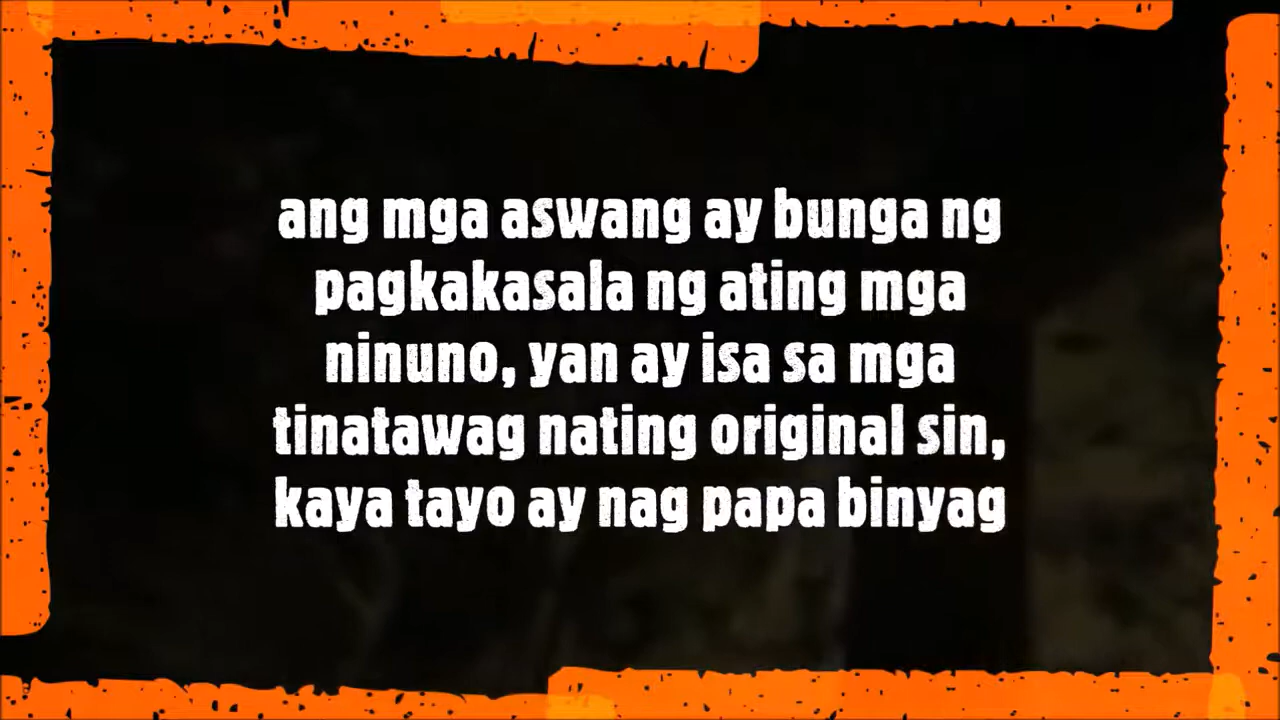 ang mga aswang ay bunga ng
pagkakasala ng ating mga
ninuno, yan ay isa sa mga
tinatawag nating original sin,
kaya tayo ay nag papa binyag